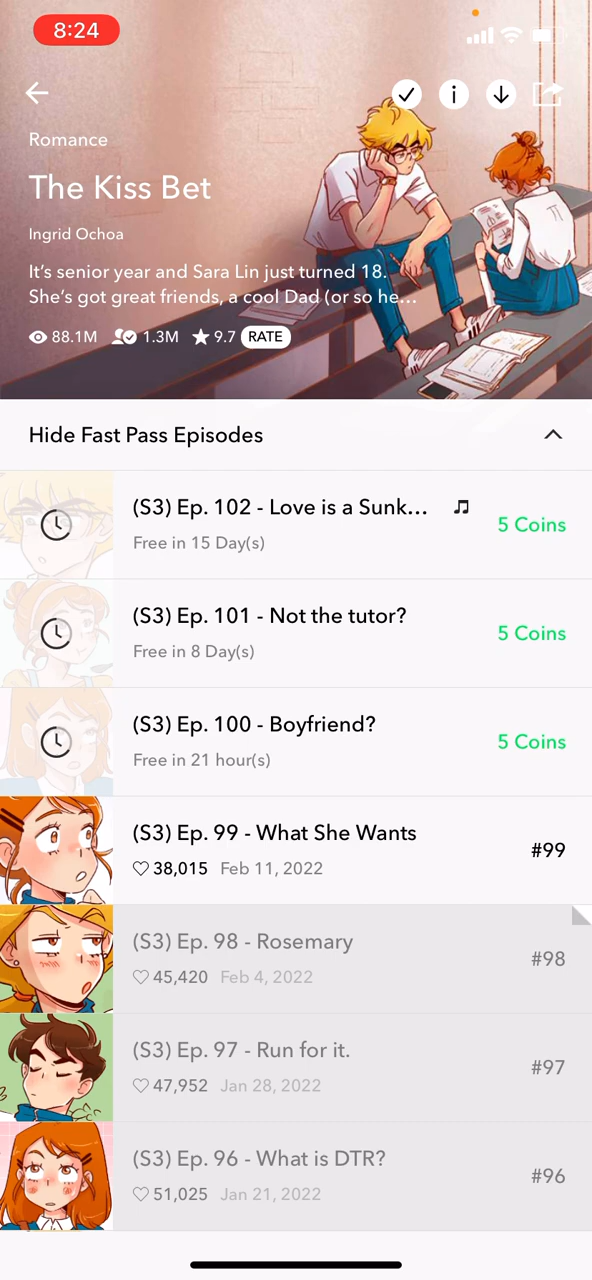 8:24
Romance
The Kiss Bet
Ingrid Ochoa
It's senior year and Sara Lin just turned 18.
She's got great friends, a cool Dad (or so he...
88.1M 1.3M 9.7 RATE
Hide Fast Pass Episodes
(S3) Ep. 102 - Love is a Sunk...
5 Coins
Free in 15 Day(s)
(S3) Ep. 101 - Not the tutor?
5 Coins
Free in 8 Day(s)
(S3) Ep. 100 - Boyfriend?
5 Coins
Free in 21 hour(s)
(S3) Ep. 99 - What She Wants
#99
38,015 Feb 11, 2022
(S3) Ep. 98 - Rosemary
#98
45,420 Feb 4, 2022
(S3) Ep. 97 - Run for it.
#97
47,952 Jan 28, 2022
(S3) Ep. 96 - What is DTR?
#96
51,025 Jan 21, 2022